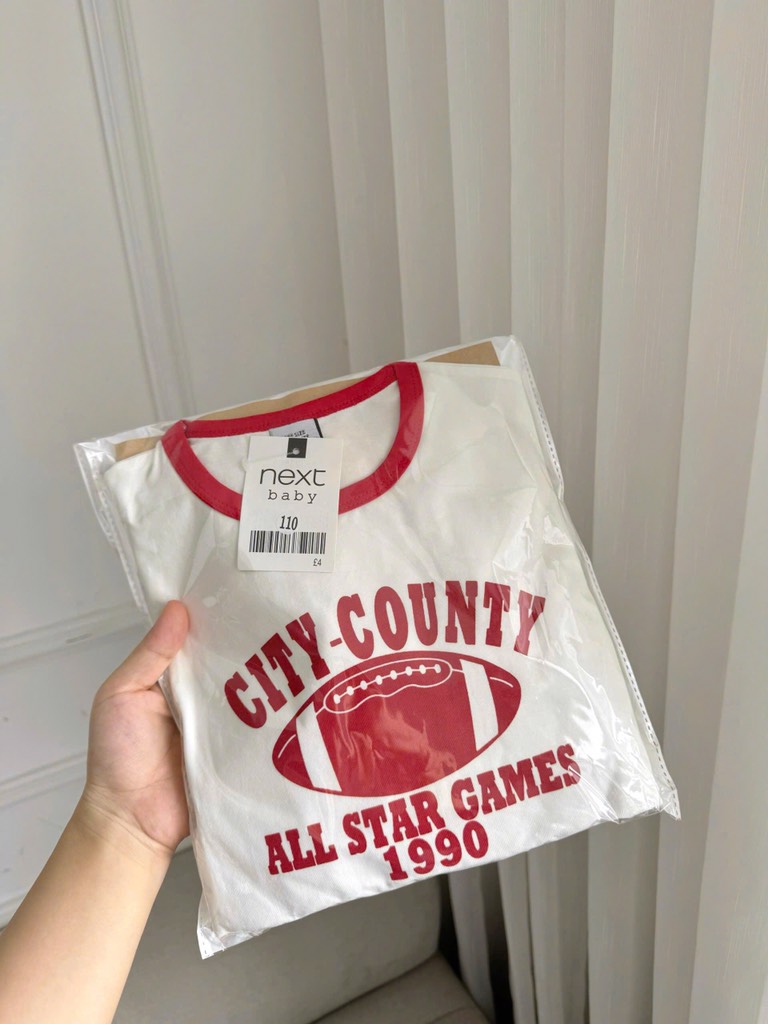 next
baby
110
£4
CITY-COUNTY
ALL STAR GAMES
1990